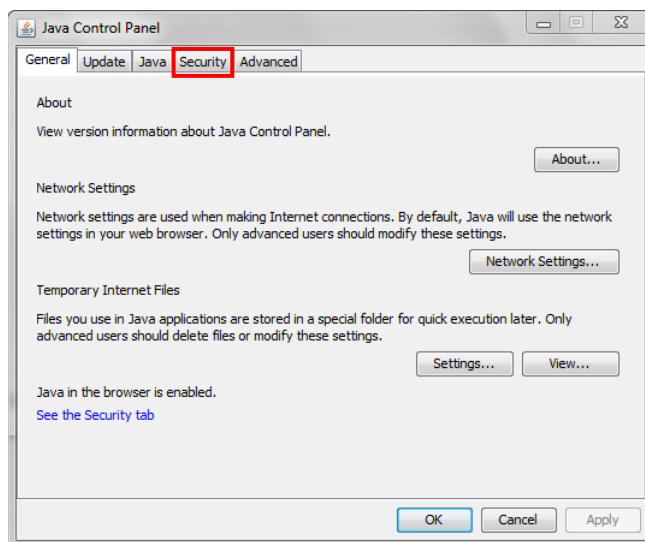 Java Control Panel
General Update Java Security Advanced
About
View version information about Java Control Panel.
About...
Network Settings
Network settings are used when making Internet connections. By default, Java will use the network
settings in your web browser. Only advanced users should modify these settings.
Network Settings...
Temporary Internet Files
Files you use in Java applications are stored in a special folder for quick execution later. Only
advanced users should delete files or modify these settings.
Settings... View...
Java in the browser is enabled.
See the Security tab
OK Cancel Apply